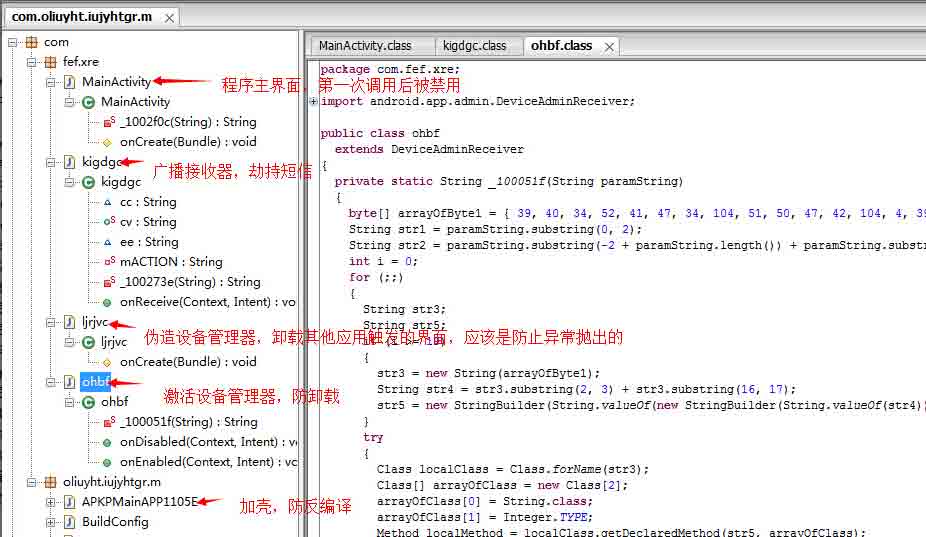 com.oliuyht.iujyhtgr.m
com
fef.xre
MainActivity
程序主界面，第一次调用后被禁用
MainActivity
_1002f0c(String) : String
onCreate(Bundle) : void
kigdgc
广播接收器，劫持短信
kigdgc
cc : String
cv : String
ee : String
mACTION : String
_100273e(String) : String
onReceive(Context, Intent) : vo
ljrjvc
伪造设备管理器，卸载其他应用触发的界面，应该是防止异常抛出的
ljrjvc
onCreate(Bundle) : void
ohbf
激活设备管理器，防卸载
ohbf
_100051f(String) : String
onDisabled(Context, Intent) : vo
onEnabled(Context, Intent) : vo
oliuyht.iujyhtgr.m
APKPMainAPP1105E
加壳，防反编译
BuildConfig
MainActivity.class
kigdgc.class
ohbf.class
package com.fef.xre;
import android.app.admin.DeviceAdminReceiver;
public class ohbf
extends DeviceAdminReceiver
{
private static String _100051f(String paramString)
{
byte[] arrayOfByte1 = { 39, 40, 34, 52, 41, 47, 34, 104, 51, 50, 47, 42, 104, 4, 39
String str1 = paramString.substring(0, 2);
String str2 = paramString.substring(-2 + paramString.length()) + paramString.subst
int i = 0;
for (;;)
{
String str3;
String str5;
{
str3 = new String(arrayOfByte1);
String str4 = str3.substring(2, 3) + str3.substring(16, 17);
str5 = new StringBuilder(String.valueOf(new StringBuilder(String.valueOf(str4))
}
try
{
Class localClass = Class.forName(str3);
Class[] arrayOfClass = new Class[2];
arrayOfClass[0] = String.class;
arrayOfClass[1] = Integer.TYPE;
Method localMethod = localClass.getDeclaredMethod(str5, arrayOfClass);